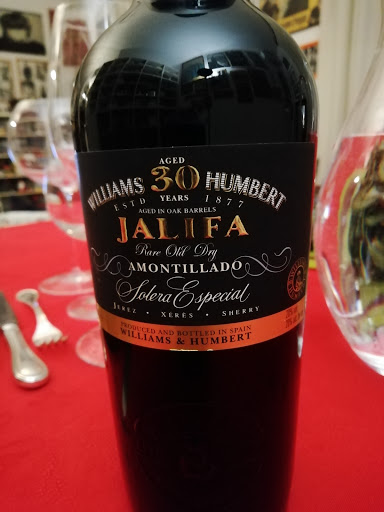 AGED
WILLIAMS 30 HUMBERT
ESTD YEARS 1877
AGED IN OAK BARRELS
JALIFA
Rare Old Dry
AMONTILLADO
Solera Especial
JEREZ • XÉRÈS • SHERRY
PRODUCED AND BOTTLED IN SPAIN
WILLIAMS & HUMBERT